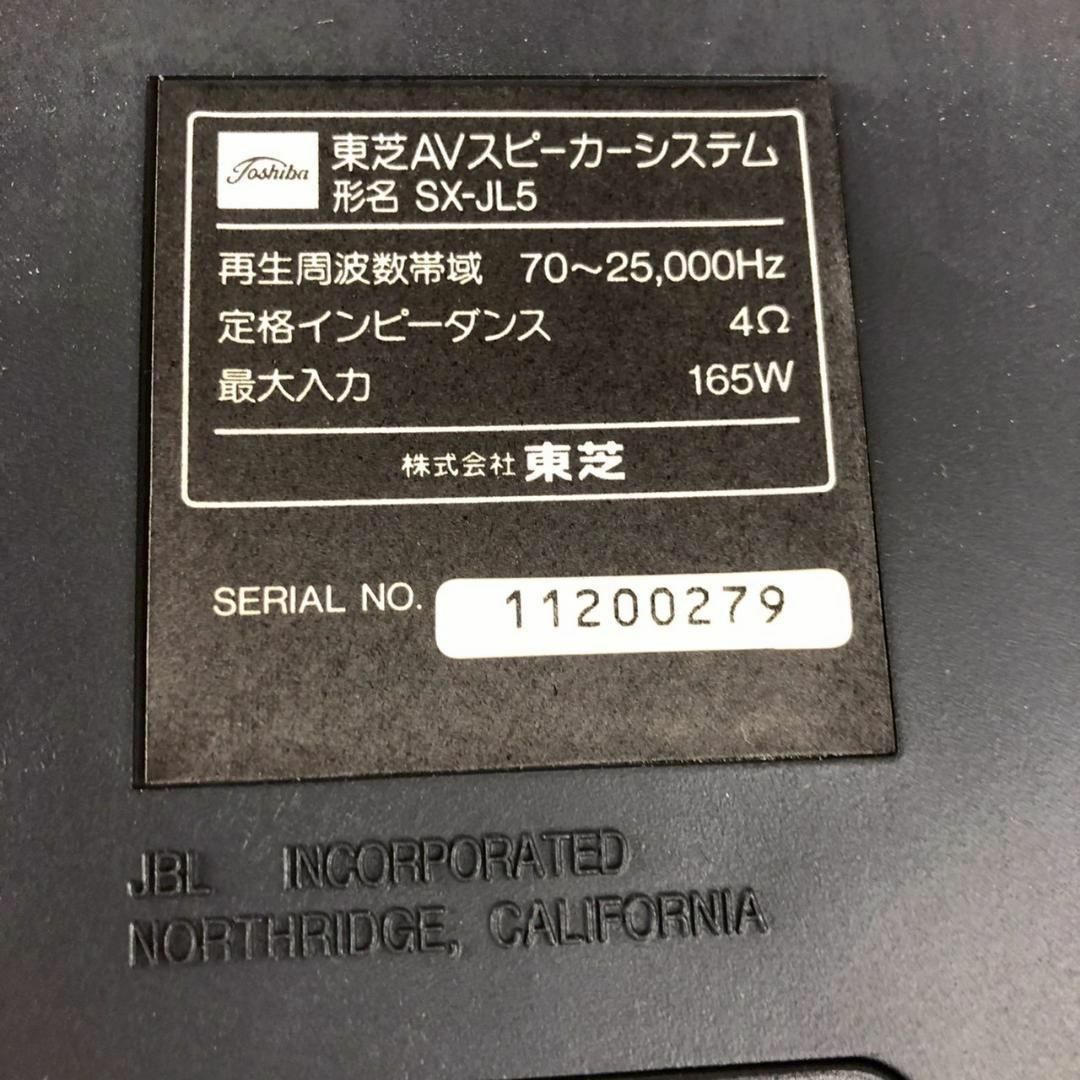 Toshiba
東芝AVスピーカーシステム
形名 SX-JL5
再生周波数帯域 70~25,000Hz
定格インピーダンス 4Ω
最大入力 165W
株式会社 東芝
SERIAL NO. 11200279
JBL INCORPORATED
NORTHRIDGE, CALIFORNIA